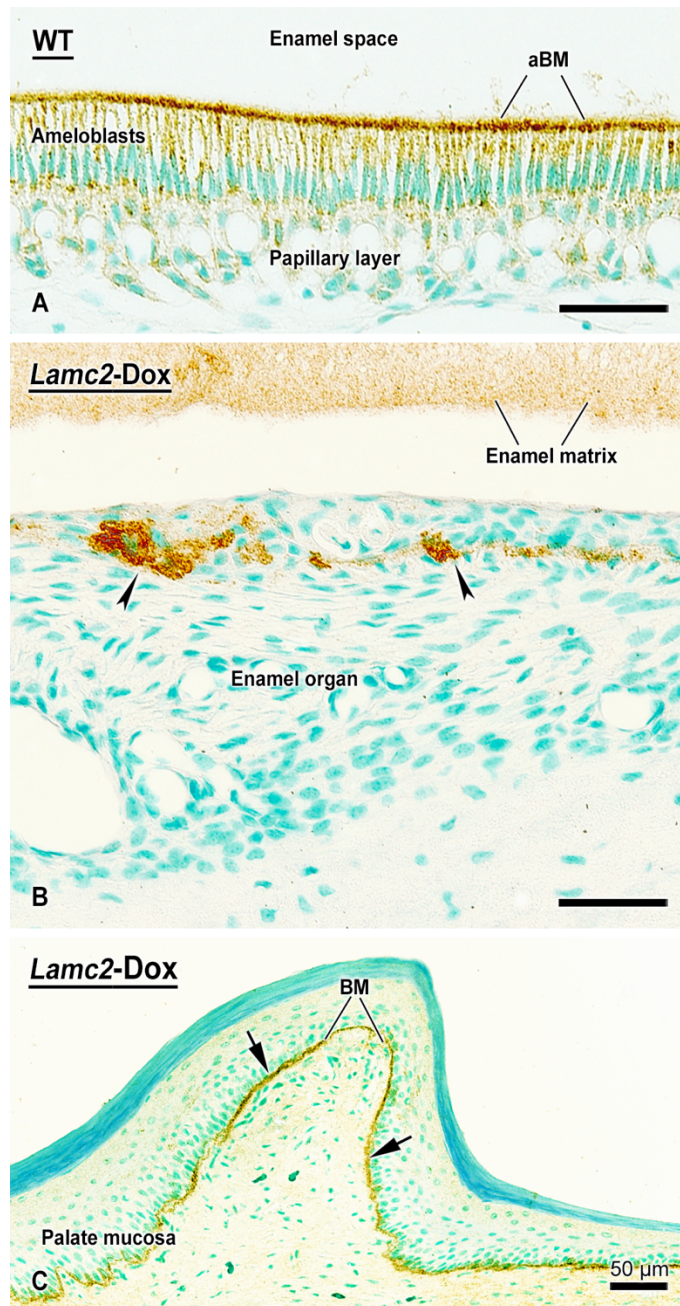 WT
Enamel space
aBM
Ameloblasts
Papillary layer
A
Lamc2-Dox
Enamel matrix
Enamel organ
B
Lamc2-Dox
BM
Palate mucosa
C
50 µm